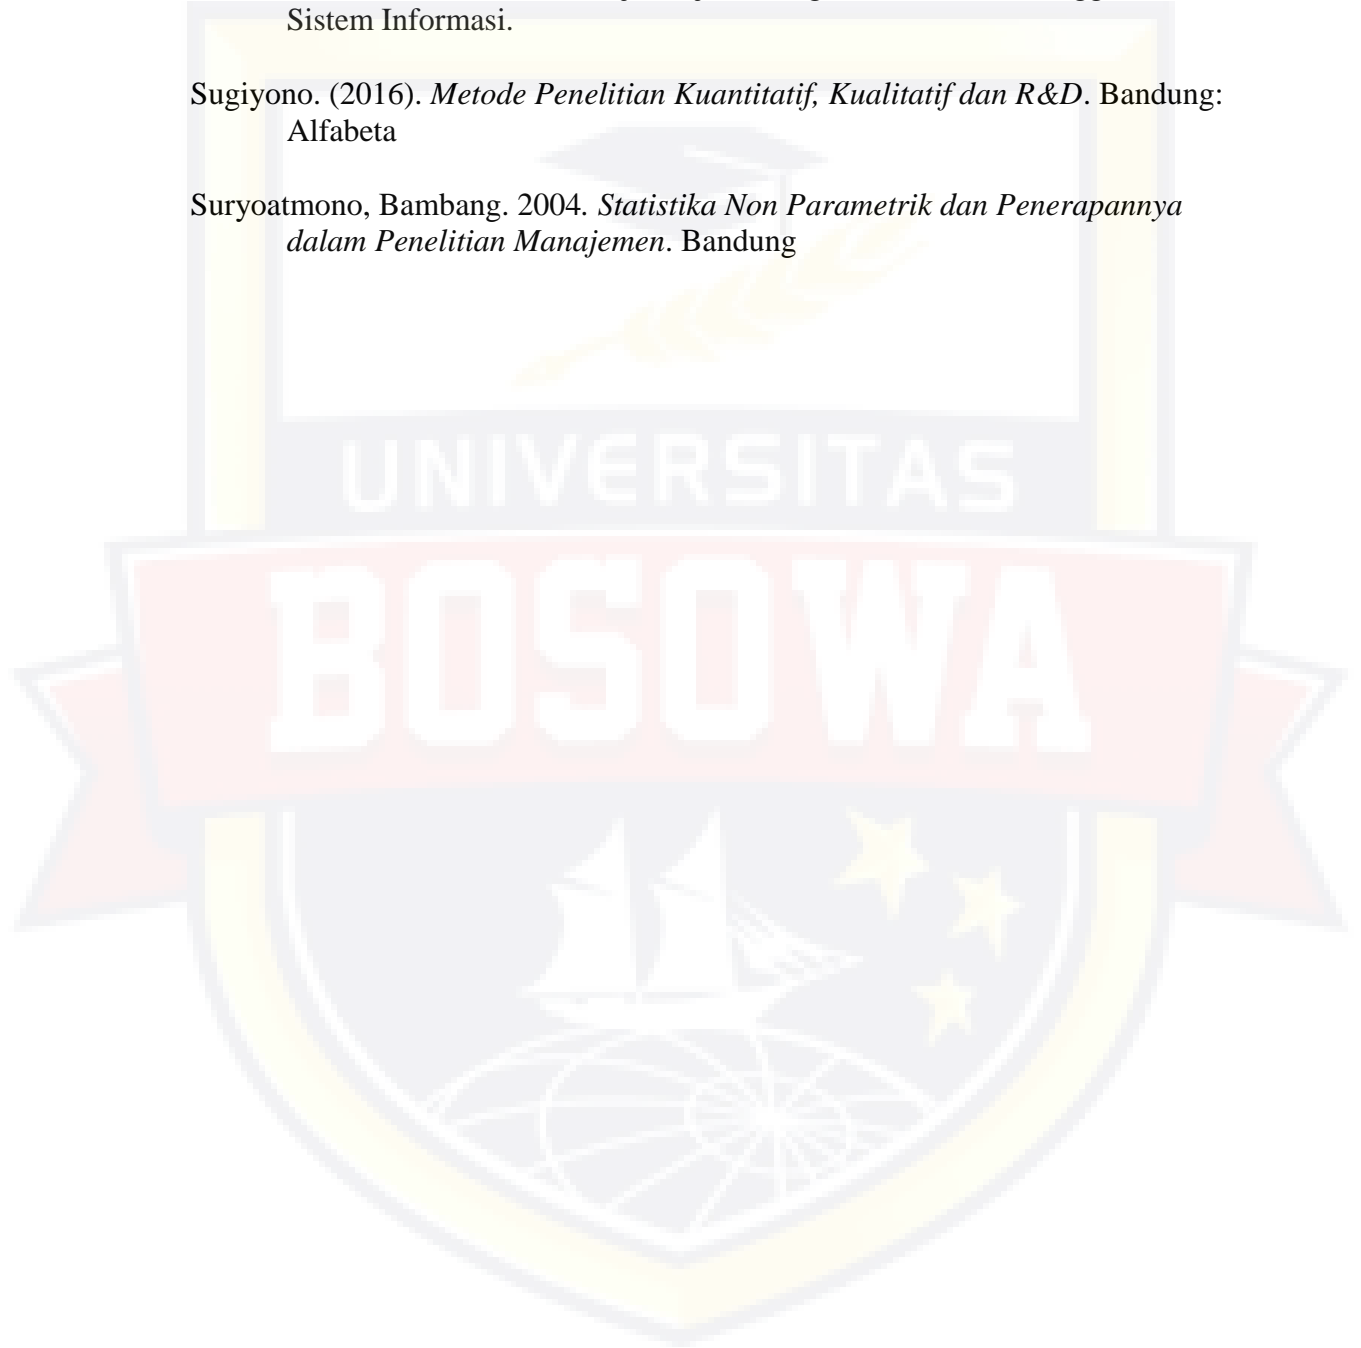 Sistem Informasi.
Sugiyono. (2016). Metode Penelitian Kuantitatif, Kualitatif dan R&D. Bandung:
Alfabeta
Suryoatmono, Bambang. 2004. Statistika Non Parametrik dan Penerapannya
dalam Penelitian Manajemen. Bandung
UNIVERSITAS
BOSOWA